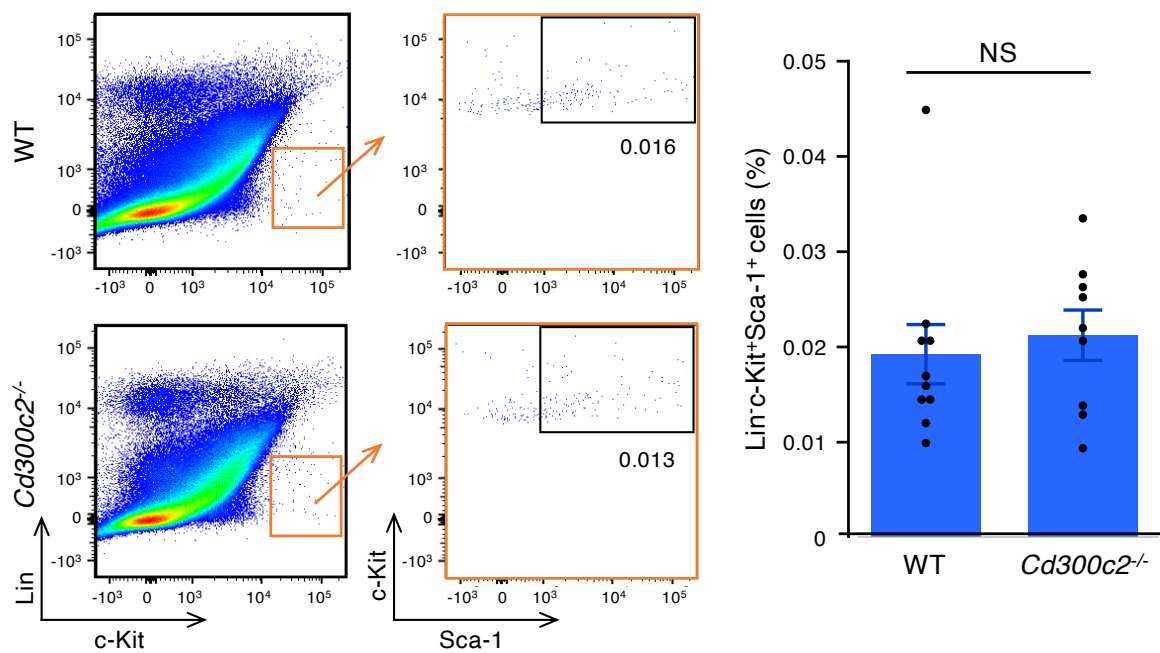 WT
10⁵
10⁴
10³
0
-10³
-10³ 0 10³ 10⁴ 10⁵
10⁵
10⁴
10³
0
-10³
0.016
-10³ 0 10³ 10⁴ 10⁵
Cd300c2⁻/⁻
10⁵
10⁴
10³
0
-10³
-10³ 0 10³ 10⁴ 10⁵
Lin
c-Kit
10⁵
10⁴
10³
0
-10³
0.013
-10³ 0 10³ 10⁴ 10⁵
c-Kit
Sca-1
NS
Lin⁻c-Kit⁺Sca-1⁺ cells (%)
0.05
0.04
0.03
0.02
0.01
0
WT Cd300c2⁻/⁻